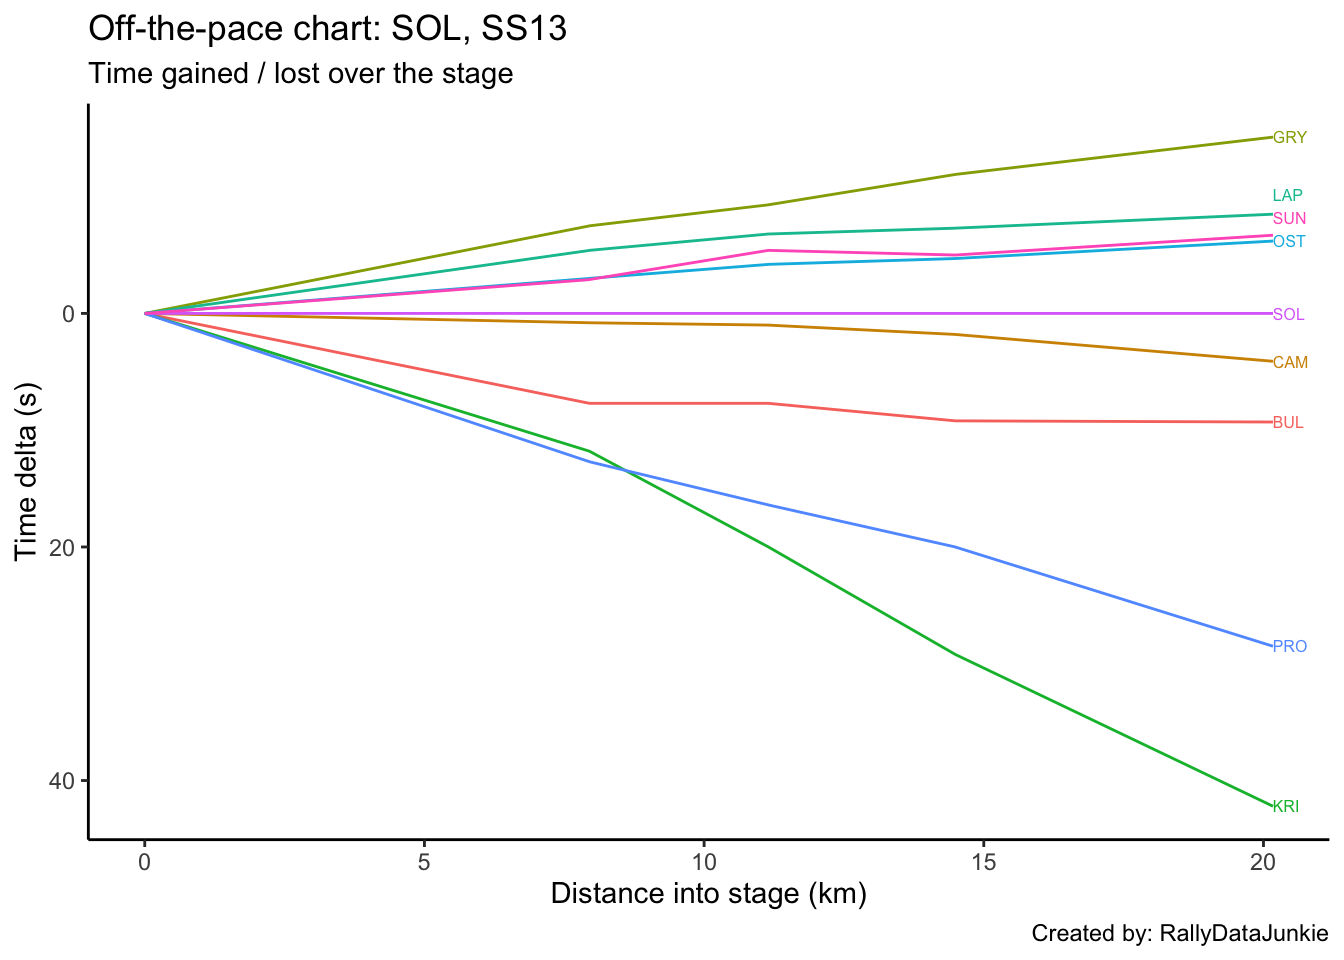 Off-the-pace chart: SOL, SS13
Time gained / lost over the stage
GRY
LAP
SUN
OST
0
SOL
CAM
BUL
Time delta (s)
20
PRO
40
KRI
0 5 10 15 20
Distance into stage (km)
Created by: RallyDataJunkie